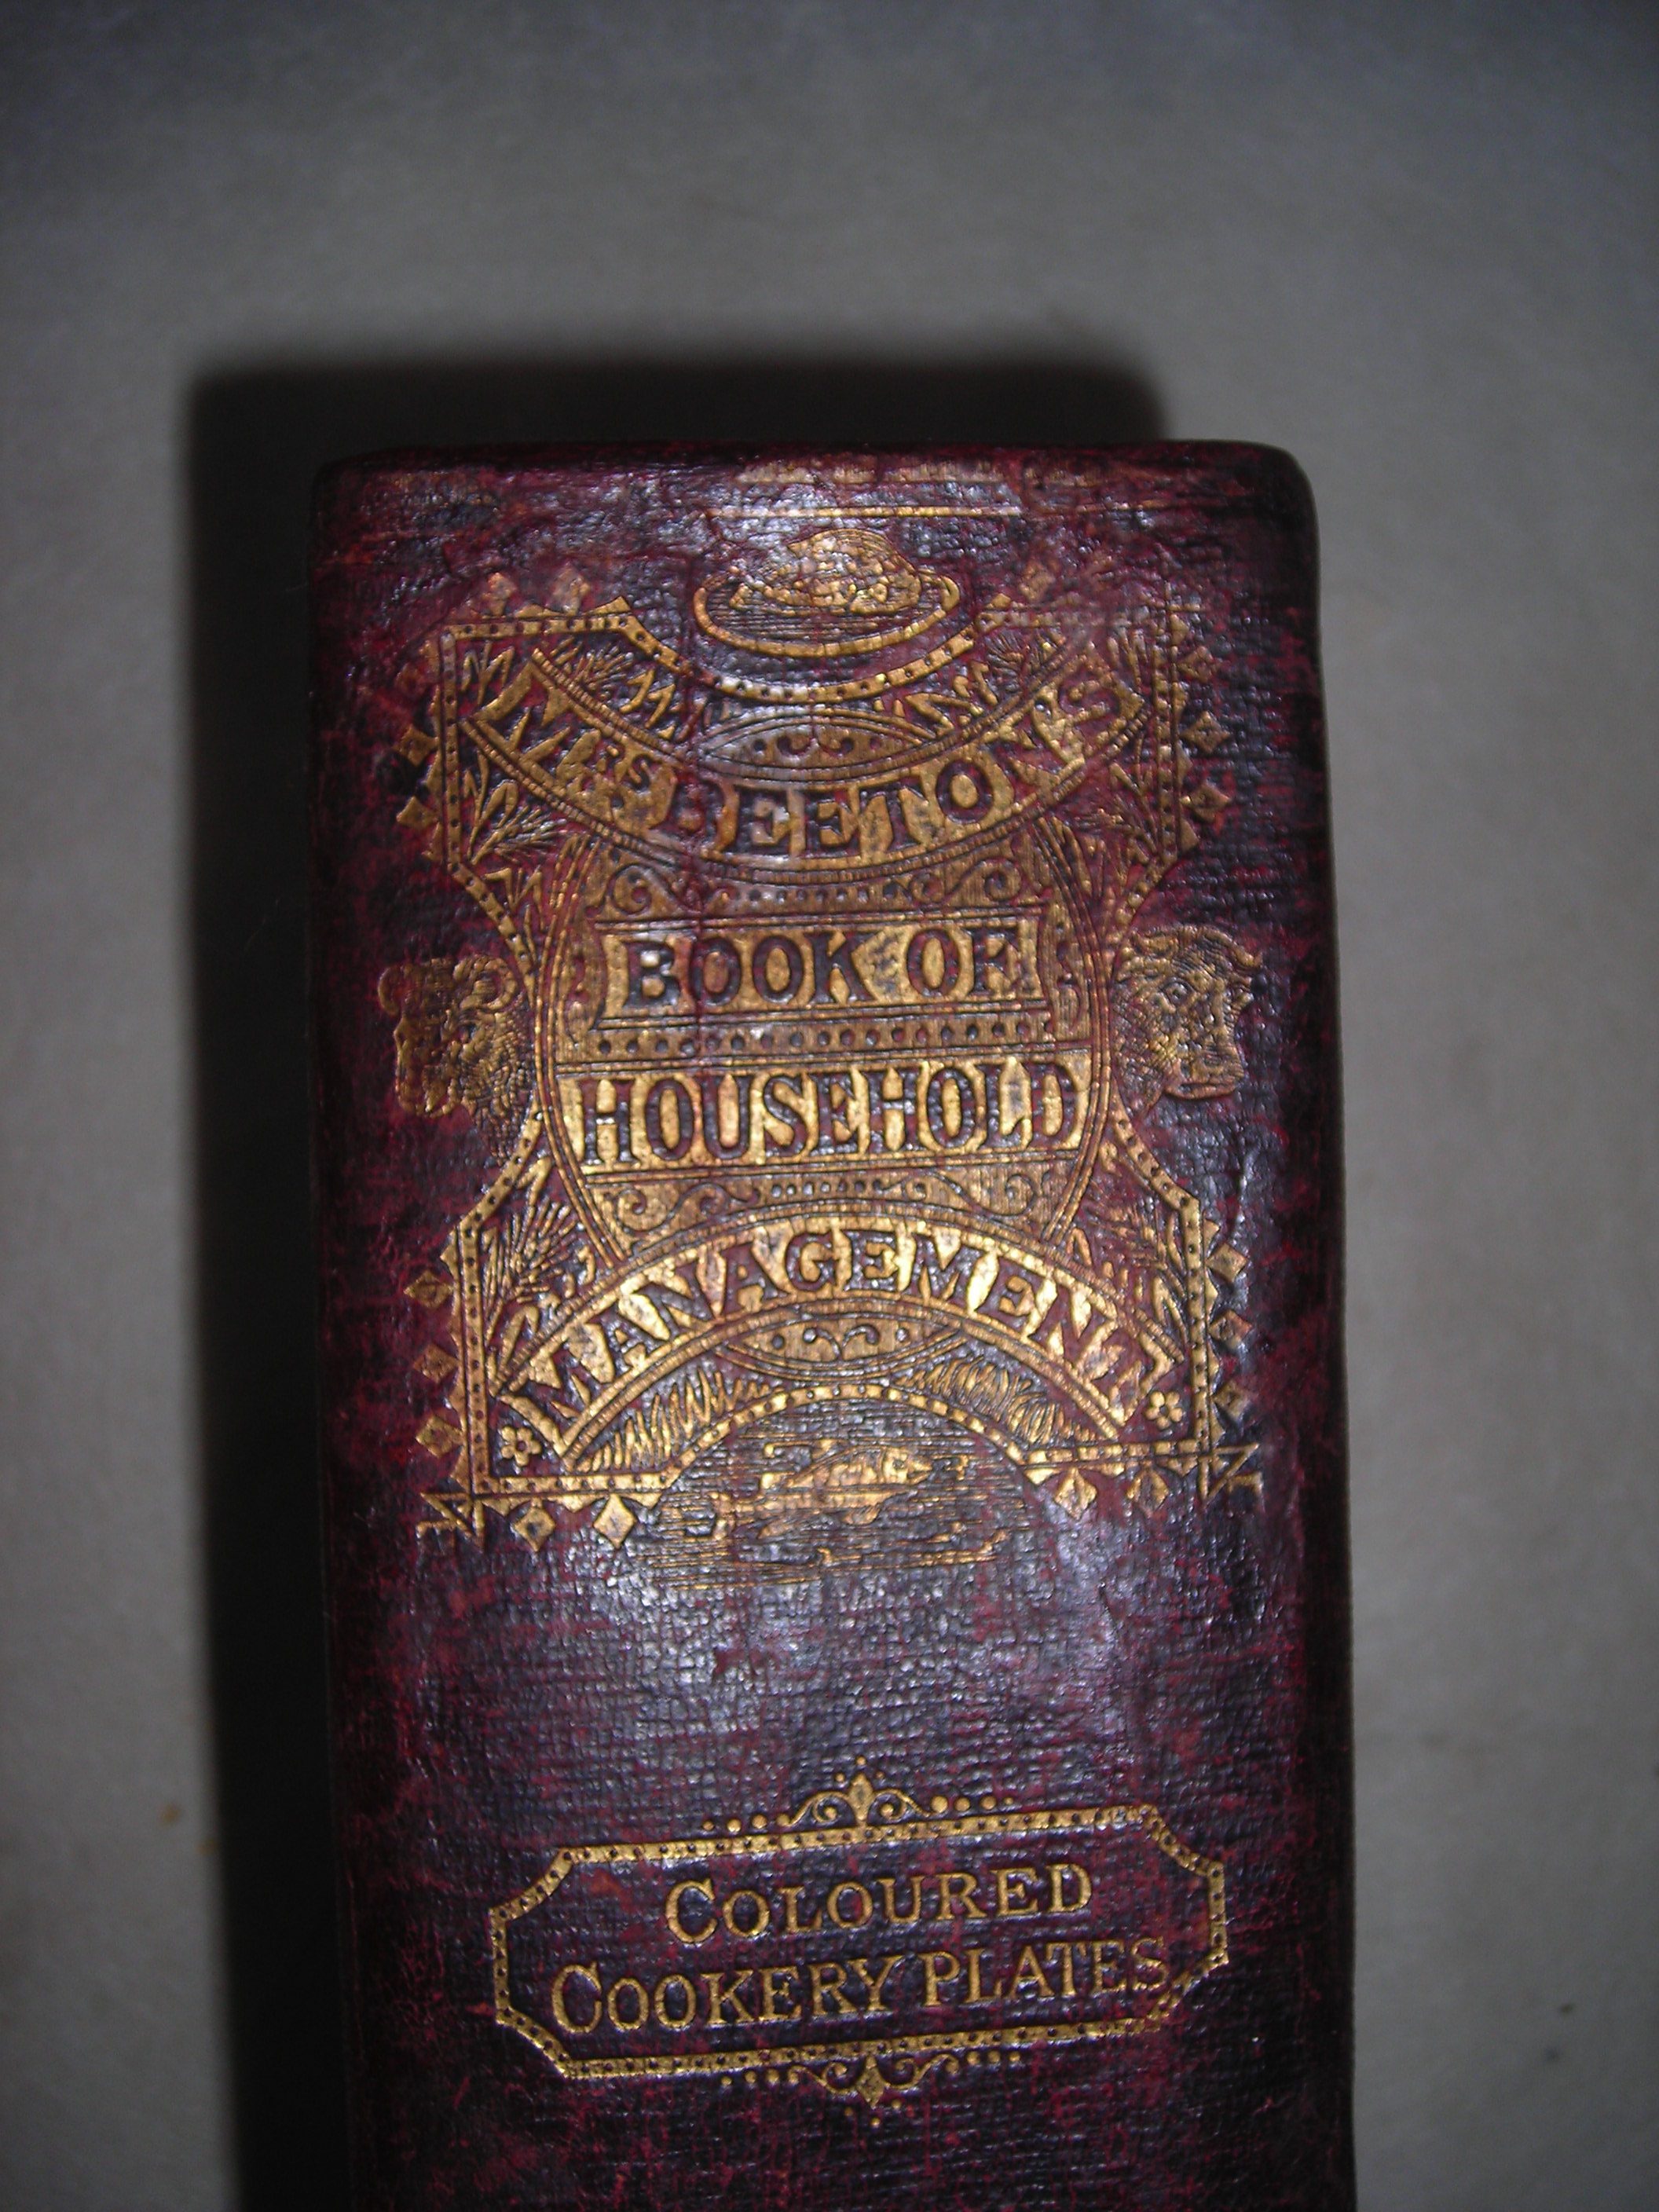 MRS BEETON'S
BOOK OF
HOUSEHOLD
MANAGEMENT
COLOURED
COOKERY PLATES